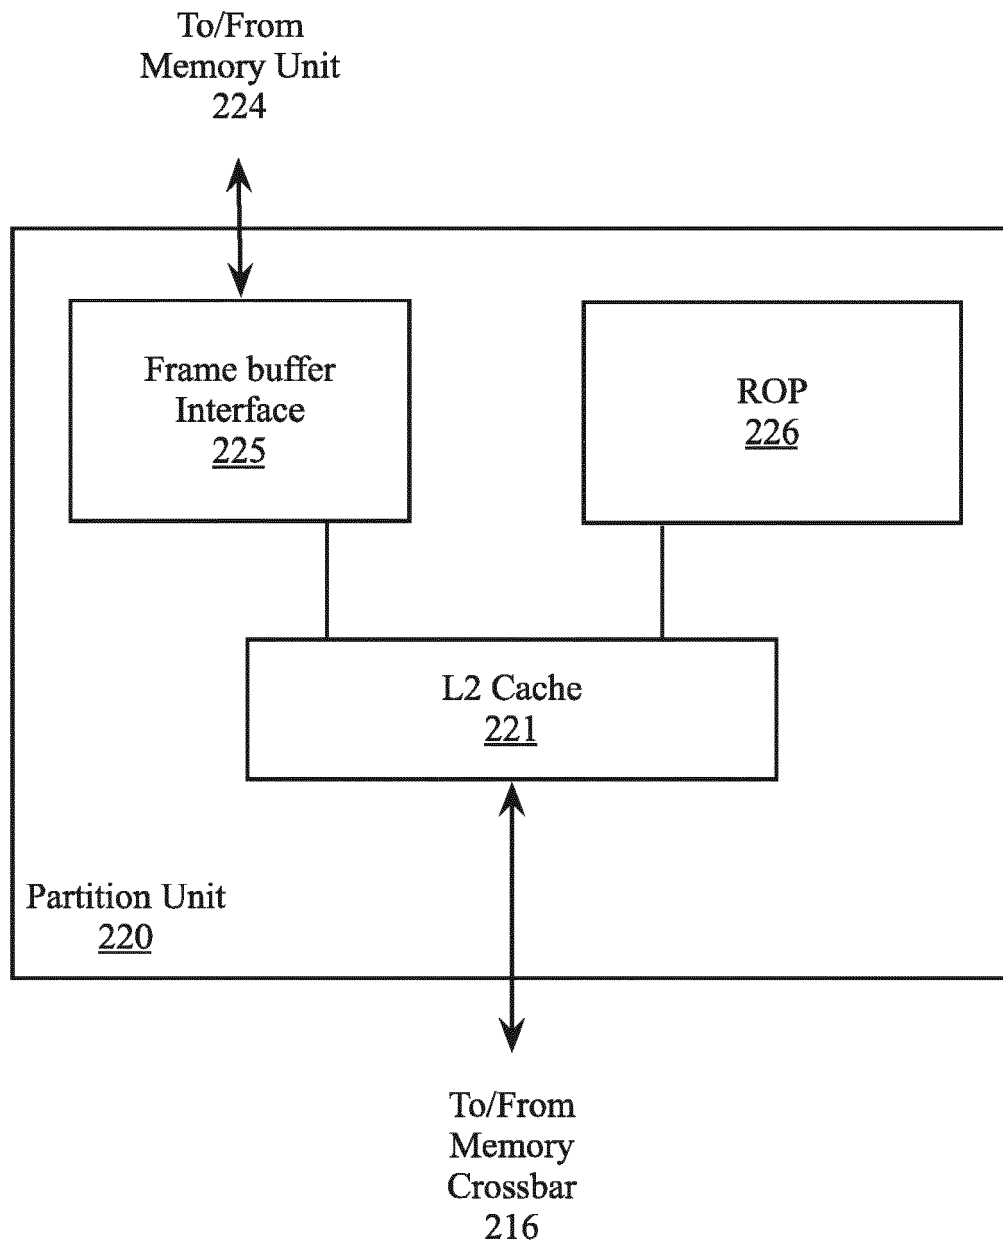 To/From
Memory Unit
224
Frame buffer
Interface
225
ROP
226
L2 Cache
221
Partition Unit
220
To/From
Memory
Crossbar
216